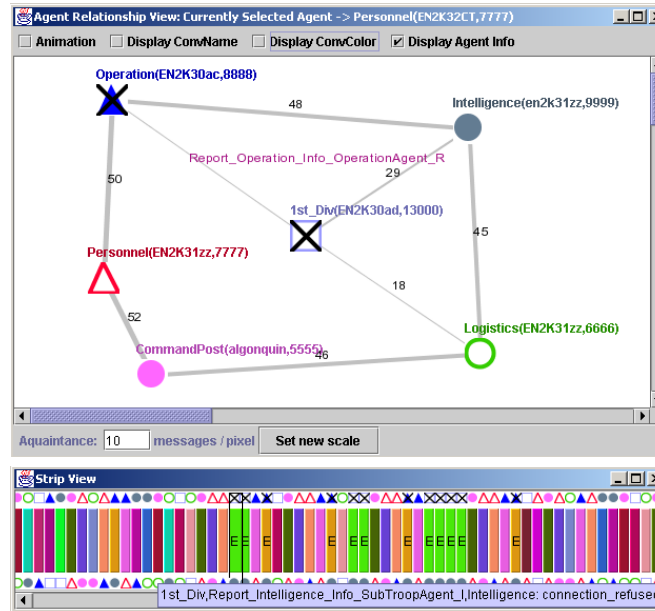 Agent Relationship View: Currently Selected Agent -> Personnel(EN2K32CT,7777)
Animation Display ConvName Display ConvColor Display Agent Info
Operation(EN2K30ac,8888)
48
Intelligence(en2k31zz,9999)
Report_Operation_Info_OperationAgent_R
29
50
1st_Div(EN2K30ad,13000)
45
Personnel(EN2K31zz,7777)
18
52
Logistics(EN2K31zz,6666)
CommandPost(algonquin,5555)
46
Aquaintance: 10 messages / pixel Set new scale
Strip View
E E E E E E E E E E E E
1st_Div,Report_Intelligence_Info_SubTroopAgent_I,Intelligence: connection_refused